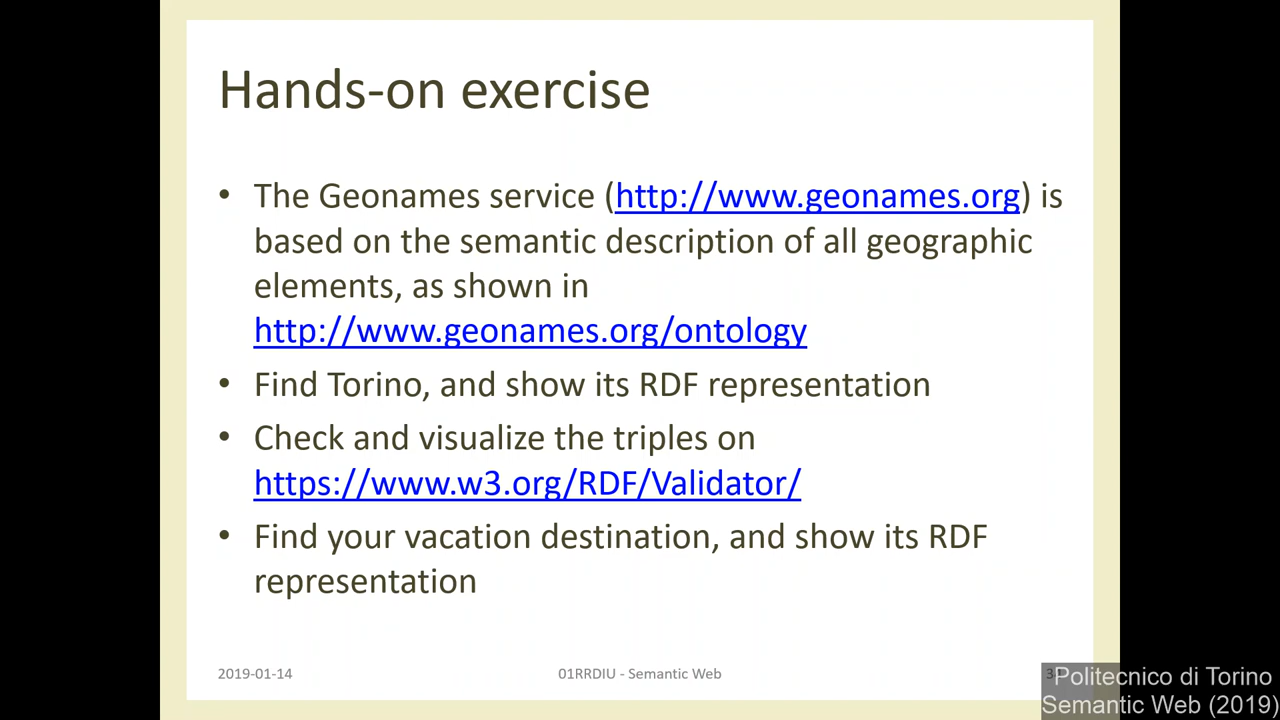 Hands-on exercise
• The Geonames service (http://www.geonames.org) is
based on the semantic description of all geographic
elements, as shown in
http://www.geonames.org/ontology
• Find Torino, and show its RDF representation
• Check and visualize the triples on
https://www.w3.org/RDF/Validator/
• Find your vacation destination, and show its RDF
representation
2019-01-14
01RRDIU - Semantic Web
Politecnico di Torino
Semantic Web (2019)